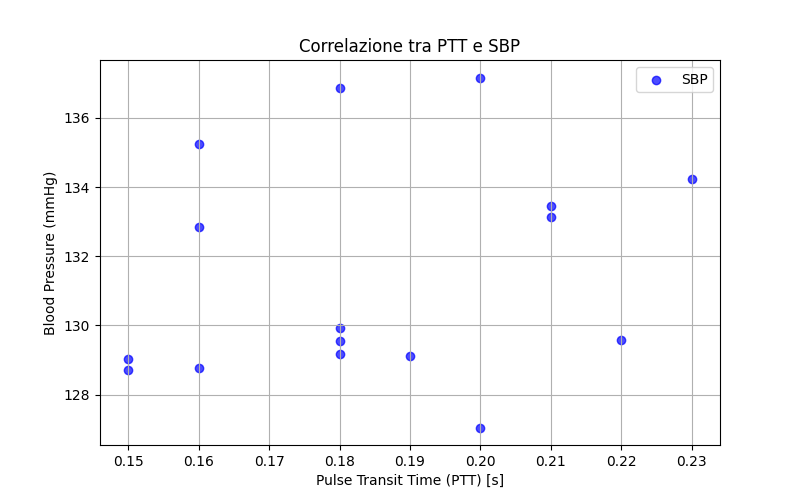 Correlazione tra PTT e SBP
SBP
136
134
132
130
128
Blood Pressure (mmHg)
0.15 0.16 0.17 0.18 0.19 0.20 0.21 0.22 0.23
Pulse Transit Time (PTT) [s]